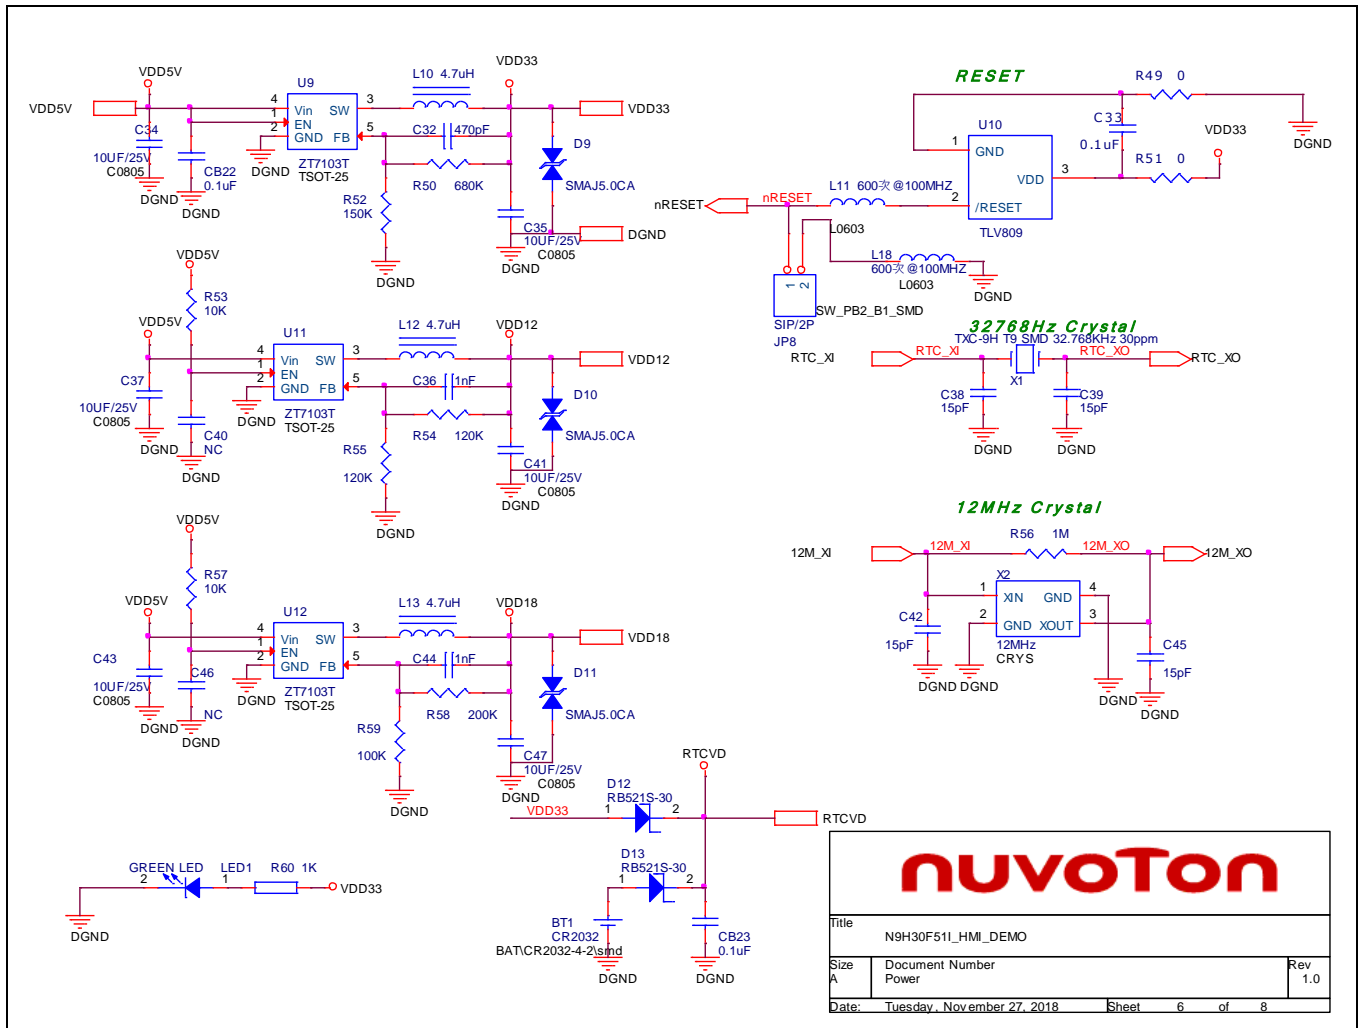 VDD5V
VDD5V
4
1
2
U9
Vin SW
EN
GND FB
3
5
ZT7103T
TSOT-25
L10 4.7uH
VDD33
VDD33
C34
10UF/25V
C0805
DGND
CB22
0.1uF
DGND
DGND
C32 470pF
R50 680K
R52
150K
DGND
D9
SMAJ5.0CA
C35
10UF/25V
C0805
DGND
DGND
VDD5V
R53
10K
VDD5V
4
1
2
U11
Vin SW
EN
GND FB
3
5
ZT7103T
TSOT-25
L12 4.7uH
VDD12
VDD12
C37
10UF/25V
C0805
DGND
C40
NC
DGND
DGND
C36 1nF
R54 120K
R55
120K
DGND
D10
SMAJ5.0CA
C41
10UF/25V
C0805
DGND
VDD5V
R57
10K
VDD5V
4
1
2
U12
Vin SW
EN
GND FB
3
5
ZT7103T
TSOT-25
L13 4.7uH
VDD18
VDD18
C43
10UF/25V
C0805
DGND
C46
NC
DGND
DGND
C44 1nF
R58 200K
R59
100K
DGND
D11
SMAJ5.0CA
C47
10UF/25V
C0805
DGND
RESET
R49 0
DGND
U10
1
GND
VDD
3
2
/RESET
TLV809
C33
0.1uF
R51 0
VDD33
nRESET
nRESET
L11 600次@100MHZ
L0603
L18
600次@100MHZ
L0603
DGND
1 2
SW_PB2_B1_SMD
SIP/2P
JP8
32768Hz Crystal
TXC-9H T9 SMD 32.768KHz 30ppm
RTC_XI
RTC_XI
X1
RTC_XO
RTC_XO
C38
15pF
DGND
C39
15pF
DGND
12MHz Crystal
R56 1M
12M_XI
12M_XI
12M_XO
12M_XO
X2
1
XIN GND
4
2
GND XOUT
3
12MHz
CRYS
C42
15pF
DGND
DGND
DGND
C45
15pF
DGND
RTCVD
RTCVD
D12
RB521S-30
VDD33
1 2
D13
RB521S-30
1 2
BT1
CR2032
BAT\CR2032-4-2\smd
DGND
CB23
0.1uF
DGND
GREEN LED LED1
2 1
R60 1K
VDD33
DGND
nuvoTon
Title
N9H30F51I_HMI_DEMO
Size
A
Document Number
Power
Rev
1.0
Date: Tuesday, November 27, 2018
Sheet 6 of 8